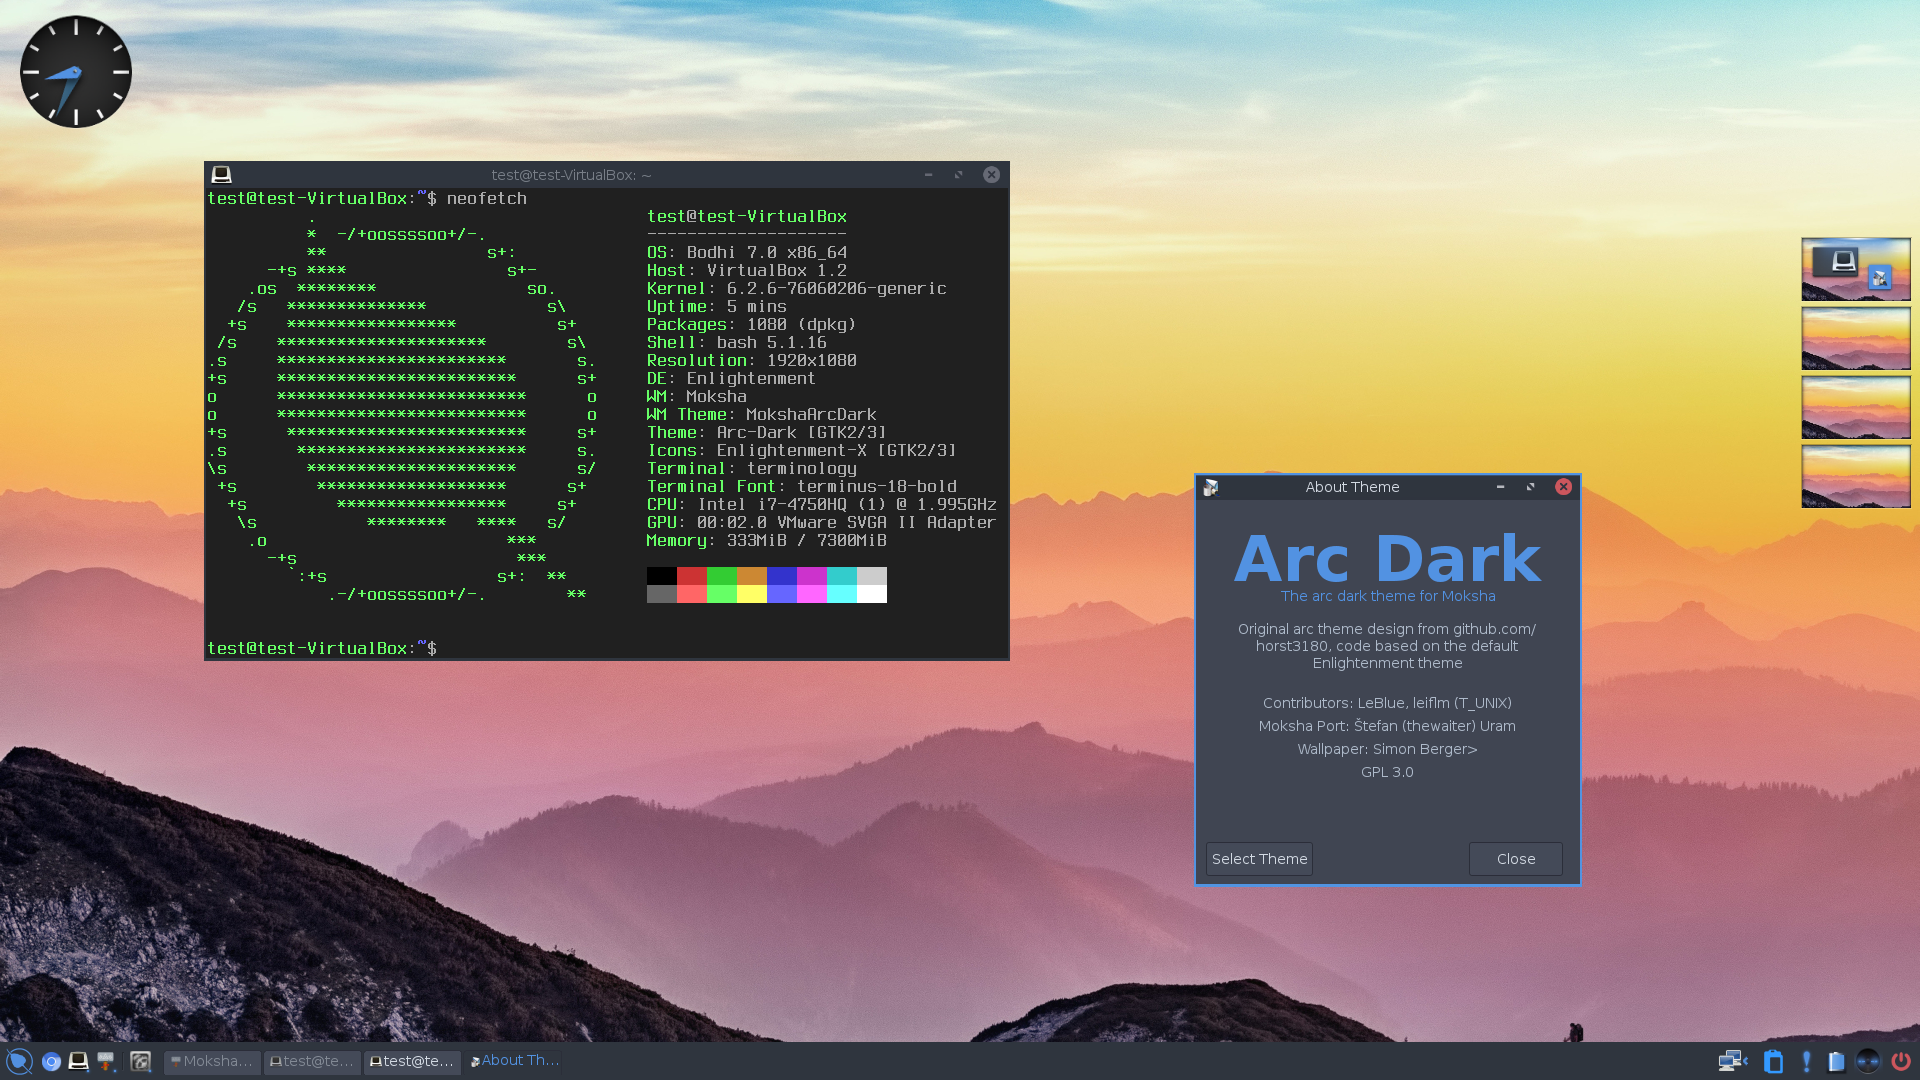 test@test-VirtualBox: ~
test@test-VirtualBox:~$ neofetch
. test@test-VirtualBox
* -/+oossssoo+/-. --------------------
** s+: OS: Bodhi 7.0 x86_64
-+s **** s+- Host: VirtualBox 1.2
.os ******** so. Kernel: 6.2.6-76060206-generic
/s ************** s\ Uptime: 5 mins
+s ***************** s+ Packages: 1080 (dpkg)
/s ********************* s\ Shell: bash 5.1.16
.s *********************** s. Resolution: 1920x1080
+s ************************ s+ DE: Enlightenment
o ************************* o WM: Moksha
o ************************* o WM Theme: MokshaArcDark
+s ************************ s+ Theme: Arc-Dark [GTK2/3]
.s *********************** s. Icons: Enlightenment-X [GTK2/3]
\s ********************* s/ Terminal: terminology
+s ******************* s+ Terminal Font: terminus-18-bold
+s ***************** s+ CPU: Intel i7-4750HQ (1) @ 1.995GHz
\s ******** **** s/ GPU: 00:02.0 VMware SVGA II Adapter
.o *** Memory: 333MiB / 7300MiB
-+s ***
`:+s s+: **
.-/+oossssoo+/-. **
test@test-VirtualBox:~$
About Theme
Arc Dark
The arc dark theme for Moksha
Original arc theme design from github.com/
horst3180, code based on the default
Enlightenment theme
Contributors: LeBlue, leiflm (T_UNIX)
Moksha Port: Štefan (thewaiter) Uram
Wallpaper: Simon Berger>
GPL 3.0
Select Theme Close
Moksha... test@te... test@te... About Th...